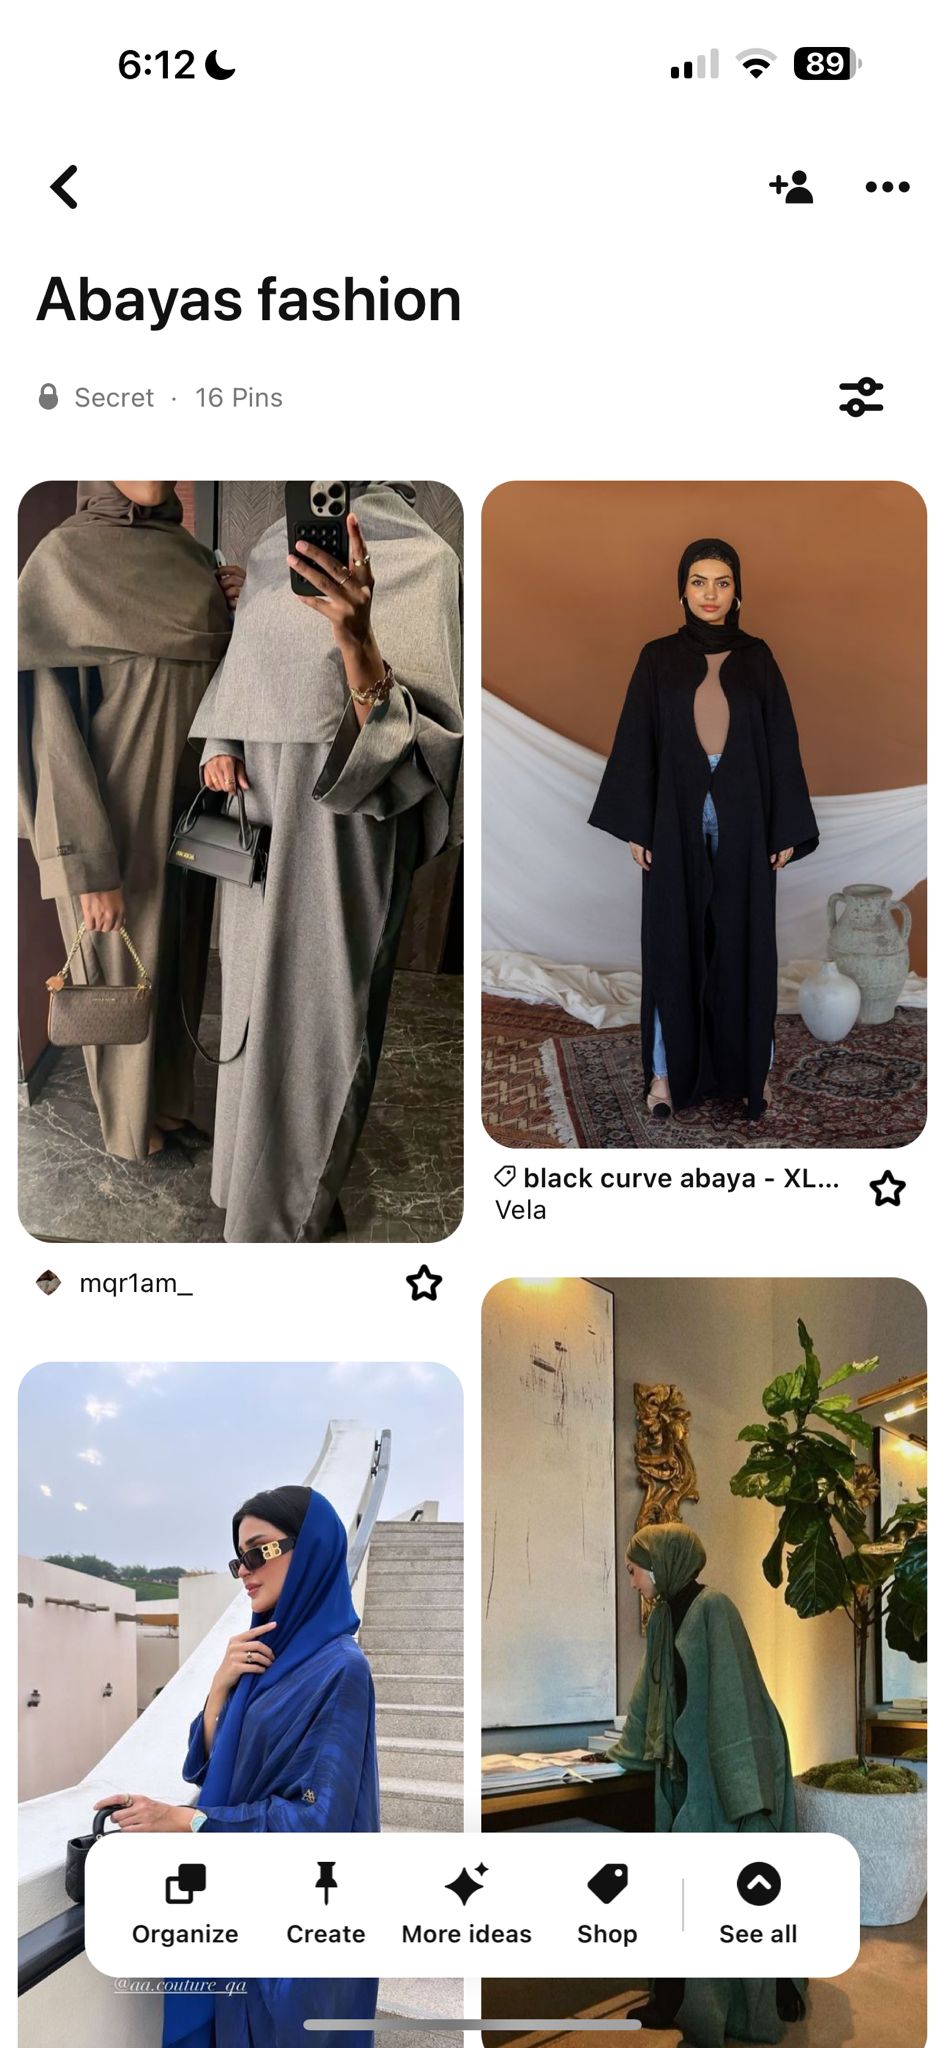 6:12
89
Abayas fashion
Secret · 16 Pins
mqr1am_
black curve abaya - XL...
Vela
@aa.couture_qa
Organize
Create
More ideas
Shop
See all